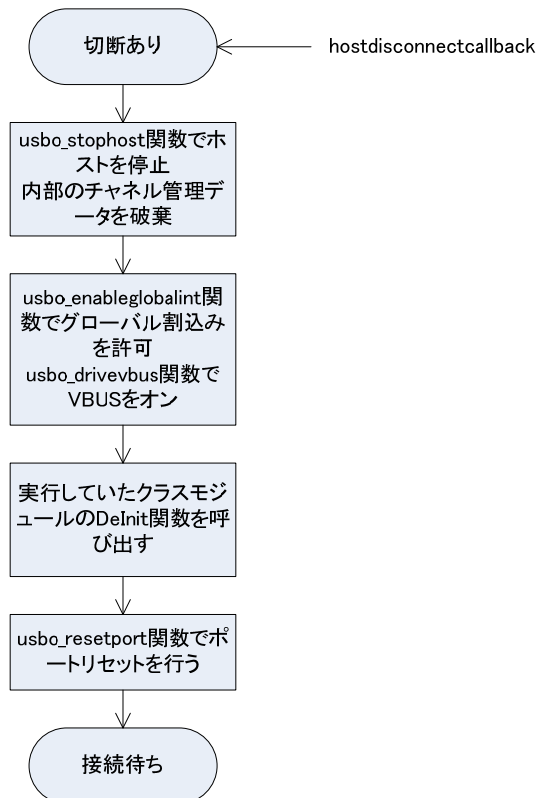 切断あり
hostdisconnectcallback
usbo_stophost関数でホ
ストを停止
内部のチャネル管理デ
ータを破棄
usbo_enableglobalint関
数でグローバル割込み
を許可
usbo_drivevbus関数で
VBUSをオン
実行していたクラスモジ
ュールのDeInit関数を呼
び出す
usbo_resetport関数でポ
ートリセットを行う
接続待ち